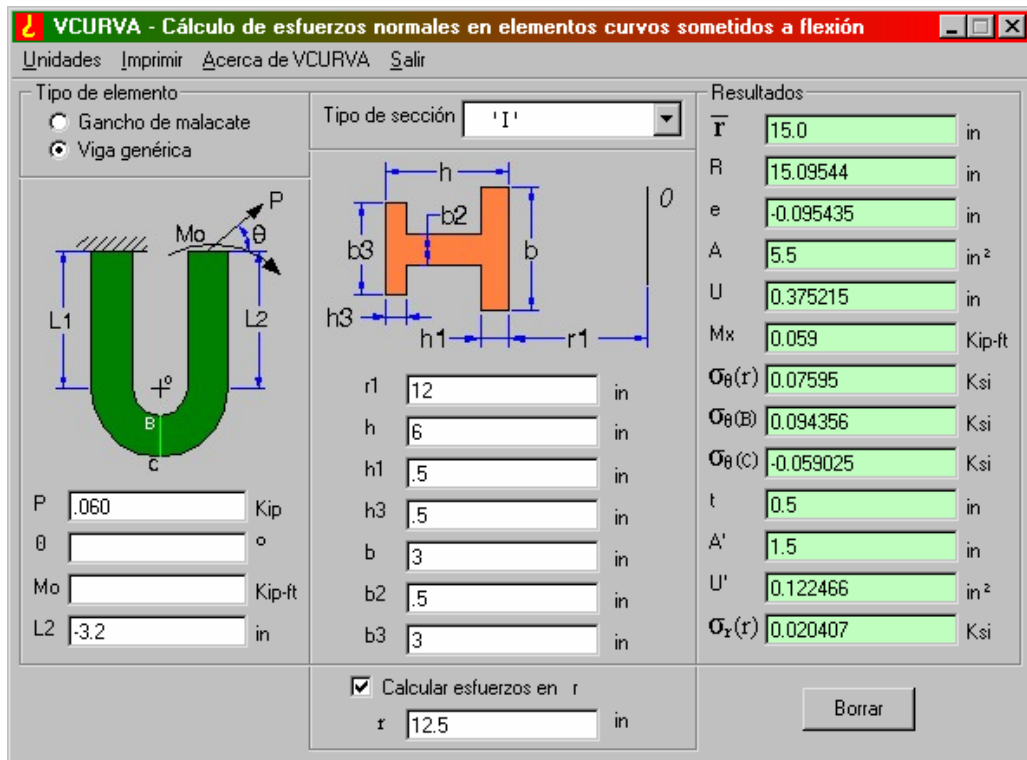 VCURVA - Cálculo de esfuerzos normales en elementos curvos sometidos a flexión
Unidades Imprimir Acerca de VCURVA Salir
Tipo de elemento
Gancho de malacate
Viga genérica
P
Mo θ
L1 L2
o
B
C
P .060 Kip
θ °
Mo Kip-ft
L2 -3.2 in
Tipo de sección 'I'
h
0
b2
b3 b
h3
h1 r1
r1 12 in
h 6 in
h1 .5 in
h3 .5 in
b 3 in
b2 .5 in
b3 3 in
Calcular esfuerzos en r
r 12.5 in
Resultados
r̅ 15.0 in
R 15.09544 in
e -0.095435 in
A 5.5 in²
U 0.375215 in
Mx 0.059 Kip-ft
σθ(r) 0.07595 Ksi
σθ(B) 0.094356 Ksi
σθ(C) -0.059025 Ksi
t 0.5 in
A' 1.5 in
U' 0.122466 in²
σr(r) 0.020407 Ksi
Borrar